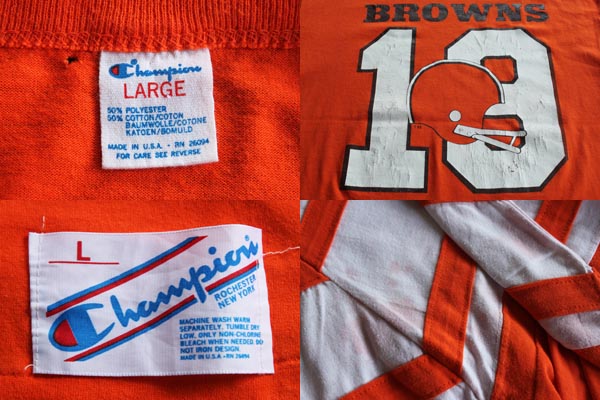 Champion
LARGE
50% POLYESTER
50% COTTON/COTON
BAUMWOLLE/COTONE
KATOEN/BOMULD
MADE IN U.S.A. • RN 26094
FOR CARE SEE REVERSE
BROWNS
19
L
Champion
ROCHESTER
NEW YORK
MACHINE WASH WARM
SEPARATELY. TUMBLE DRY
LOW. ONLY NON-CHLORINE
BLEACH WHEN NEEDED. DO
NOT IRON DESIGN.
MADE IN U.S.A • RN 26094